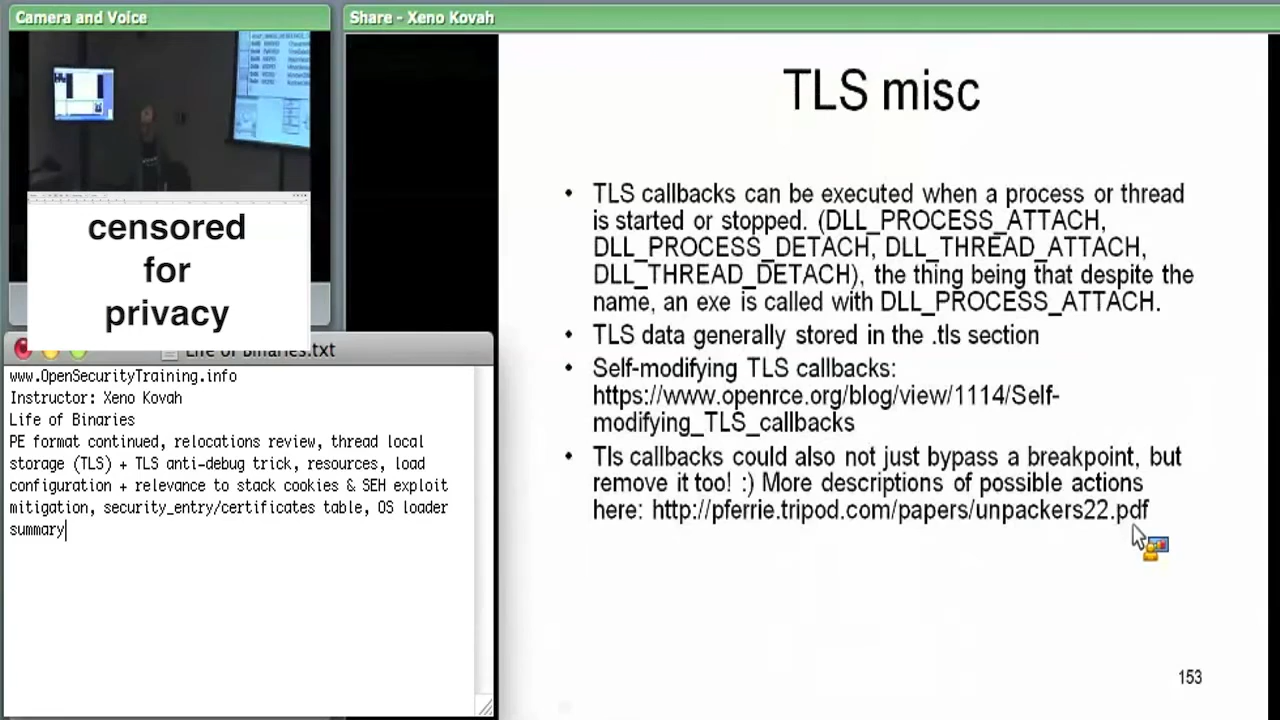 Camera and Voice
Share - Xeno Kovah
censored
for
privacy
Life of Binaries.txt
www.OpenSecurityTraining.info
Instructor: Xeno Kovah
Life of Binaries
PE format continued, relocations review, thread local
storage (TLS) + TLS anti-debug trick, resources, load
configuration + relevance to stack cookies & SEH exploit
mitigation, security_entry/certificates table, OS loader
summary
TLS misc
• TLS callbacks can be executed when a process or thread
is started or stopped. (DLL_PROCESS_ATTACH,
DLL_PROCESS_DETACH, DLL_THREAD_ATTACH,
DLL_THREAD_DETACH), the thing being that despite the
name, an exe is called with DLL_PROCESS_ATTACH.
• TLS data generally stored in the .tls section
• Self-modifying TLS callbacks:
https://www.openrce.org/blog/view/1114/Self-
modifying_TLS_callbacks
• Tls callbacks could also not just bypass a breakpoint, but
remove it too! :) More descriptions of possible actions
here: http://pferrie.tripod.com/papers/unpackers22.pdf
153